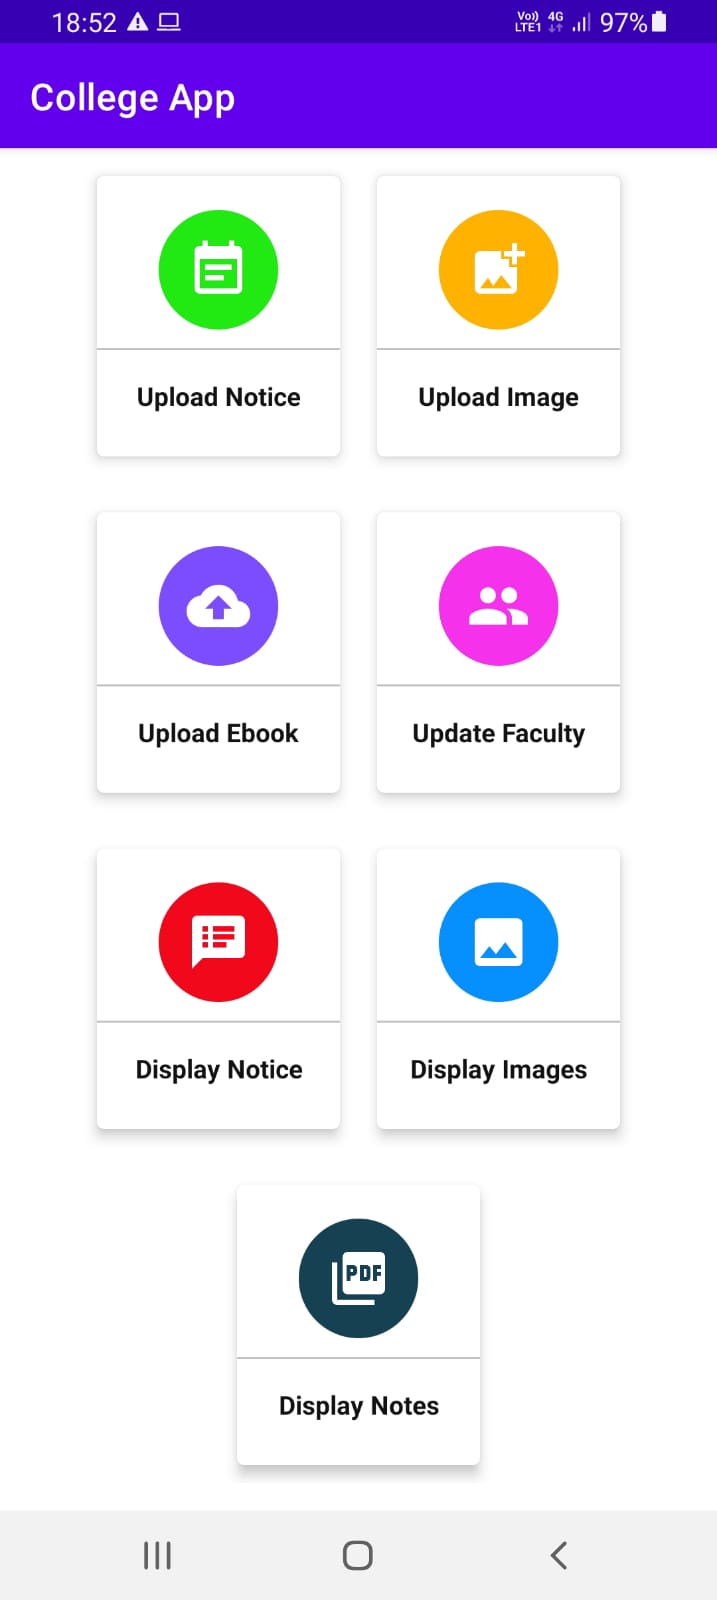 18:52
Vo)) 4G
LTE1
97%
College App
Upload Notice
Upload Image
Upload Ebook
Update Faculty
Display Notice
Display Images
PDF
Display Notes